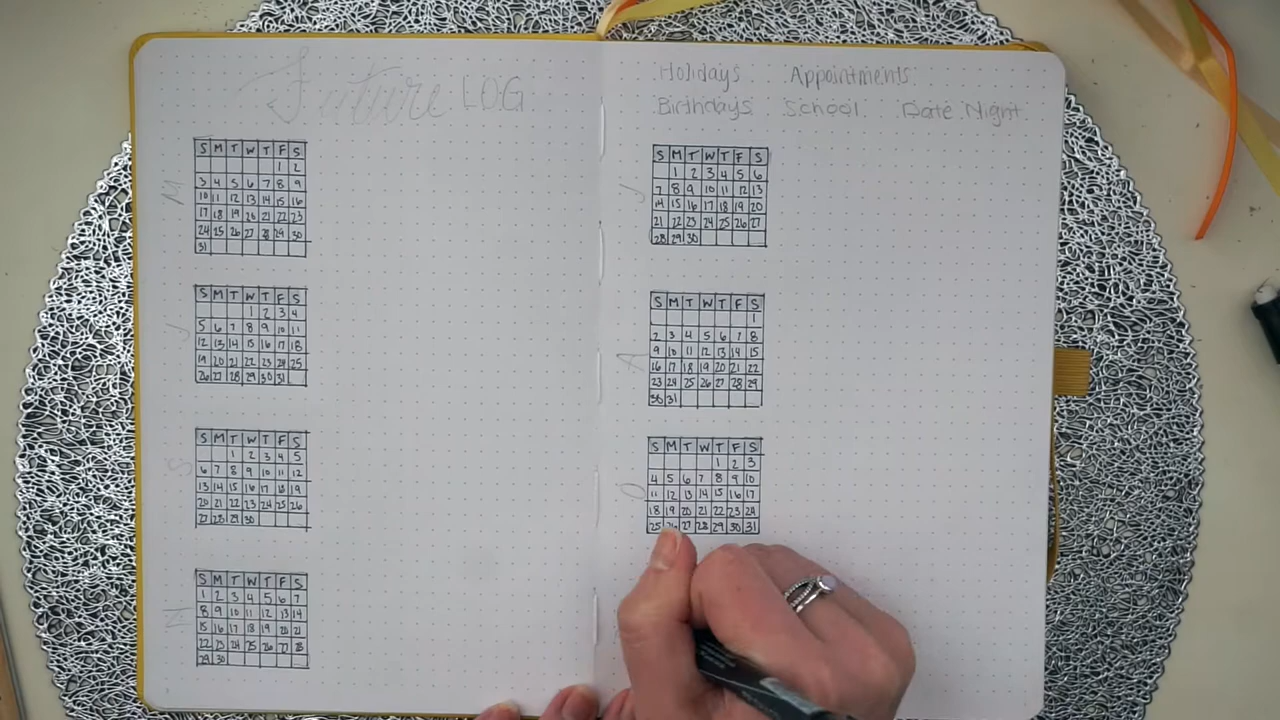 Future LOG
M
S M T W T F S
1 2
3 4 5 6 7 8 9
10 11 12 13 14 15 16
17 18 19 20 21 22 23
24 25 26 27 28 29 30
31
J
S M T W T F S
1 2 3 4
5 6 7 8 9 10 11
12 13 14 15 16 17 18
19 20 21 22 23 24 25
26 27 28 29 30 31
S
S M T W T F S
1 2 3 4 5
6 7 8 9 10 11 12
13 14 15 16 17 18 19
20 21 22 23 24 25 26
27 28 29 30
N
S M T W T F S
1 2 3 4 5 6 7
8 9 10 11 12 13 14
15 16 17 18 19 20 21
22 23 24 25 26 27 28
29 30
Holidays Appointments
Birthdays School Date Night
J
S M T W T F S
1 2 3 4 5 6
7 8 9 10 11 12 13
14 15 16 17 18 19 20
21 22 23 24 25 26 27
28 29 30
A
S M T W T F S
1
2 3 4 5 6 7 8
9 10 11 12 13 14 15
16 17 18 19 20 21 22
23 24 25 26 27 28 29
30 31
O
S M T W T F S
1 2 3
4 5 6 7 8 9 10
11 12 13 14 15 16 17
18 19 20 21 22 23 24
25 26 27 28 29 30 31